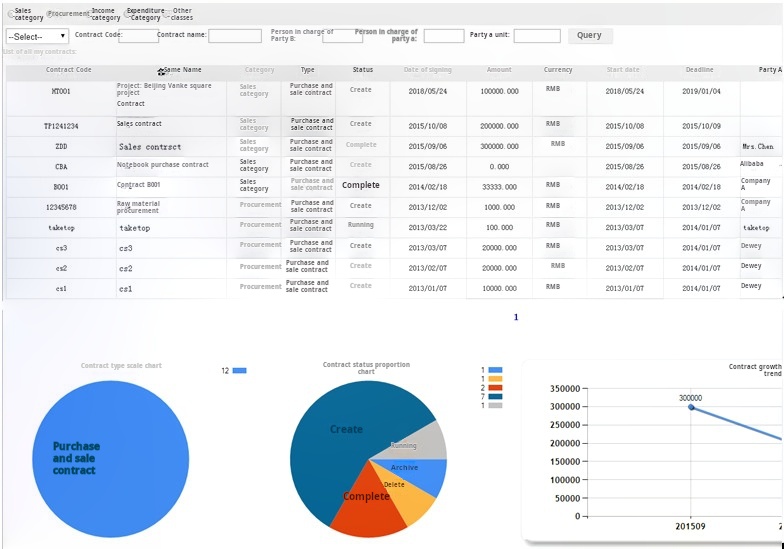 Sales category Procurement Income category Expenditure Category Other classes
--Select-- Contract Code: Contract name: Person in charge of Party B: Person in charge of party a: Party a unit: Query
List of all my contracts:
Contract Code Same Name Category Type Status Date of signing Amount Currency Start date Deadline Party A
HT001 Project: Beijing Vanke square project Contract Sales category Purchase and sale contract Create 2018/05/24 100000.000 RMB 2018/05/24 2019/01/04
TP1241234 Sales contract Sales category Purchase and sale contract Create 2015/10/08 200000.000 RMB 2015/10/08 2015/10/09
ZDD Sales contrsct Sales category Purchase and sale contract Complete 2015/09/06 300000.000 RMB 2015/09/06 2015/09/06 Mrs.Chen
CBA Notebook purchase contract Sales category Purchase and sale contract Create 2015/08/26 0.000 2015/08/26 2015/08/26 Alibaba
B001 Contract B001 Sales category Purchase and sale contract Complete 2014/02/18 33333.000 RMB 2014/02/18 2014/02/18 Company A
12345678 Raw material procurement Procurement Purchase and sale contract Create 2013/12/02 1000.000 RMB 2013/12/02 2013/12/02 Company A
taketop taketop Procurement Purchase and sale contract Running 2013/03/22 100.000 RMB 2013/03/07 2014/01/07 taketop
cs3 cs3 Procurement Purchase and sale contract Create 2013/03/07 20000.000 RMB 2013/03/07 2014/01/07 Dewey
cs2 cs2 Procurement Purchase and sale contract Create 2013/02/07 20000.000 RMB 2013/02/07 2014/01/07 Dewey
cs1 cs1 Procurement Purchase and sale contract Create 2013/01/07 10000.000 RMB 2013/01/07 2014/01/07 Dewey
1
Contract type scale chart
12
Purchase and sale contract
Contract status proportion chart
1
1
2
7
1
Create
Running
Archive
Delete
Complete
Contract growth trend
350000
300000
250000
200000
150000
100000
50000
0
300000
201509
2